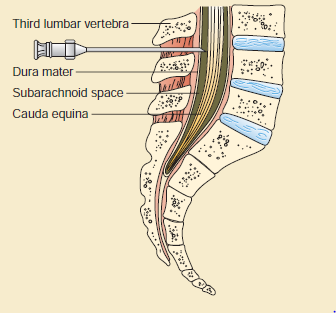 Third lumbar vertebra
Dura mater
Subarachnoid space
Cauda equina